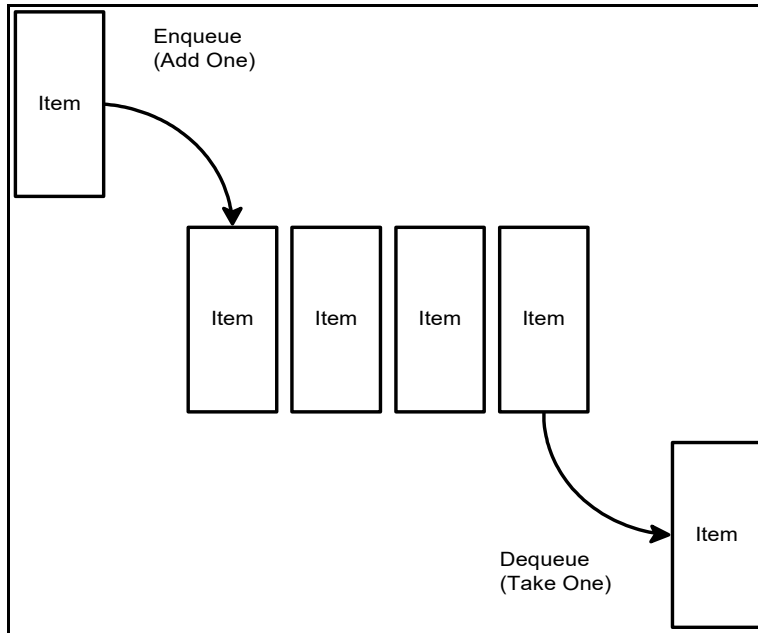 Enqueue
(Add One)
Item
Item
Item
Item
Item
Item
Dequeue
(Take One)